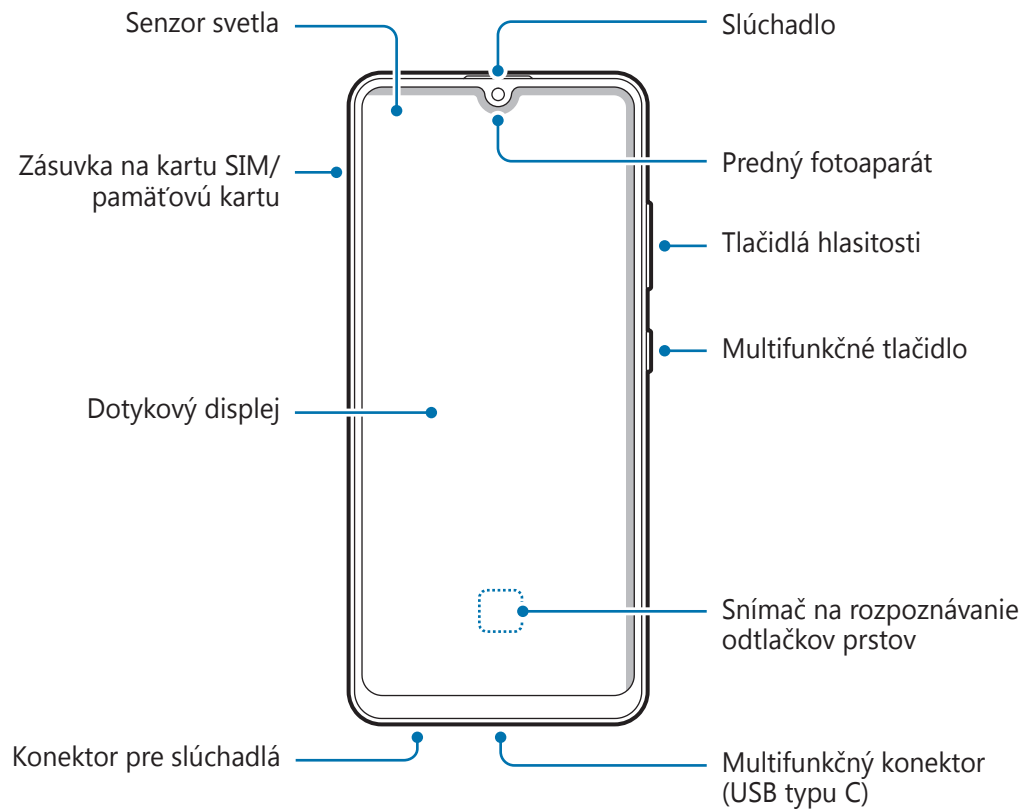 Senzor svetla
Slúchadlo
Zásuvka na kartu SIM/
pamäťovú kartu
Predný fotoaparát
Tlačidlá hlasitosti
Multifunkčné tlačidlo
Dotykový displej
Snímač na rozpoznávanie
odtlačkov prstov
Konektor pre slúchadlá
Multifunkčný konektor
(USB typu C)